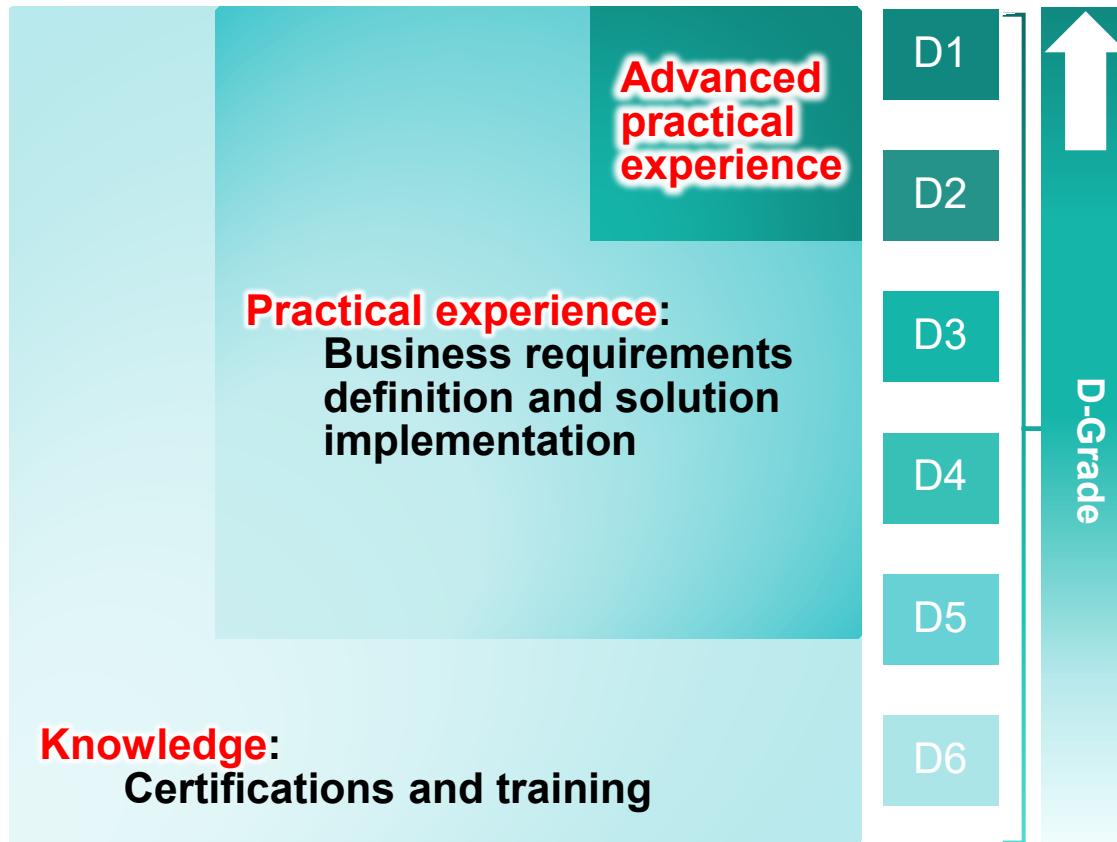 Advanced
practical
experience
Practical experience:
Business requirements
definition and solution
implementation
Knowledge:
Certifications and training
D1
D2
D3
D4
D5
D6
D-Grade